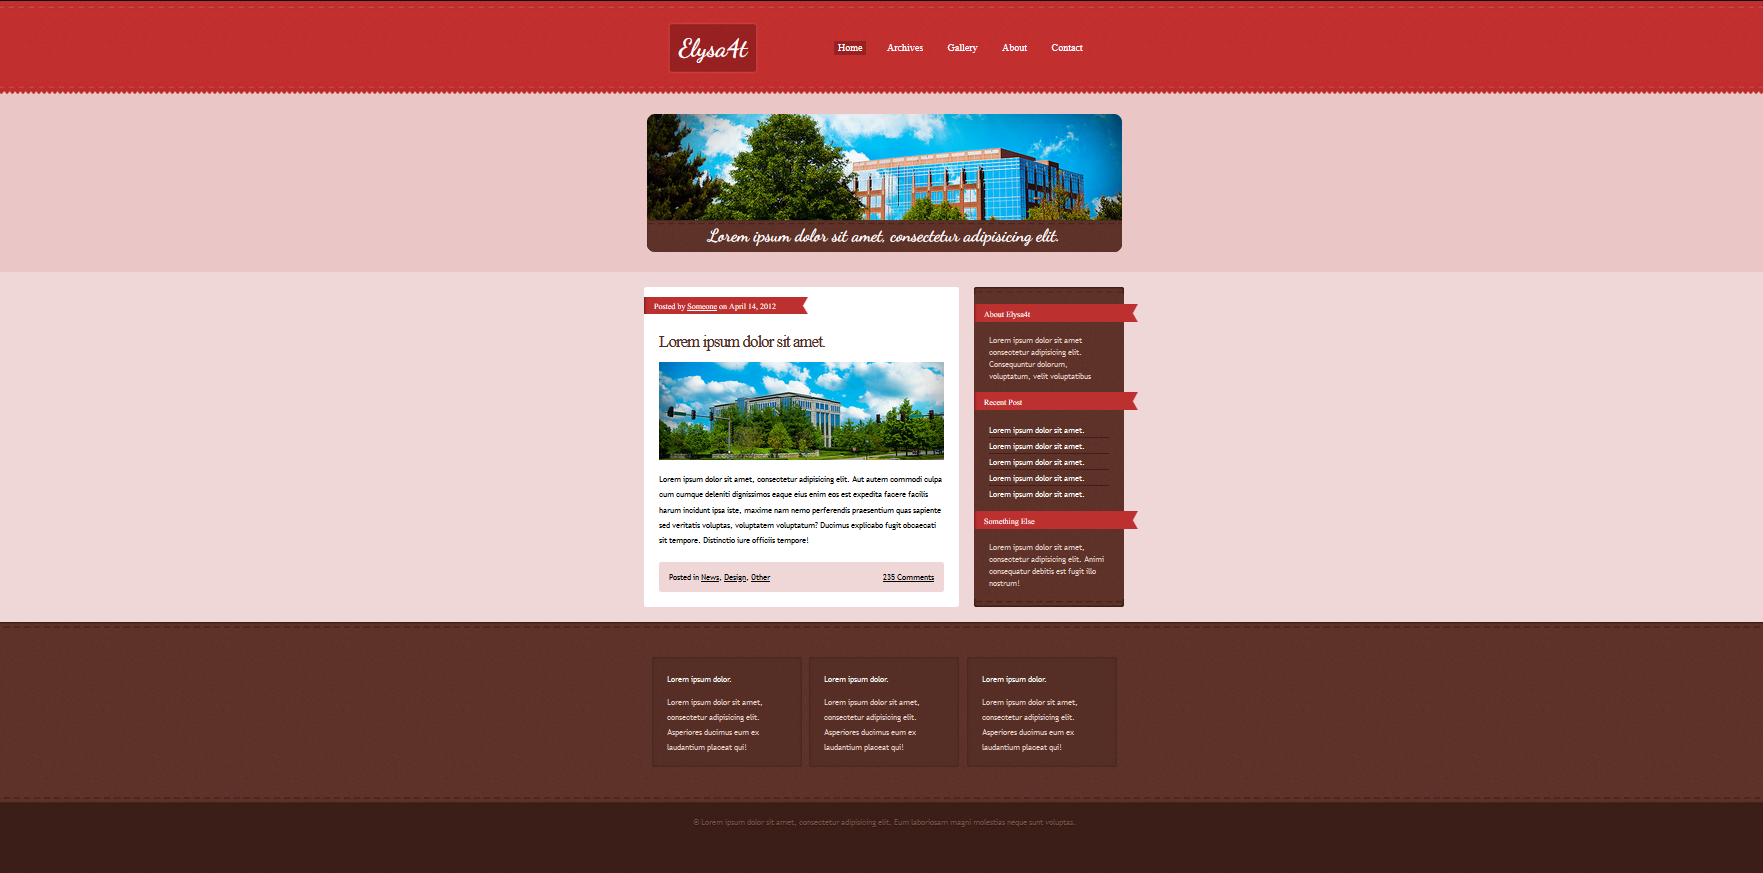 Elysa4t
Home Archives Gallery About Contact
Lorem ipsum dolor sit amet, consectetur adipisicing elit.
Posted by Someone on April 14, 2012
Lorem ipsum dolor sit amet.
Lorem ipsum dolor sit amet, consectetur adipisicing elit. Aut autem commodi culpa
cum cumque deleniti dignissimos eaque eius enim eos est expedita facere facilis
harum incidunt ipsa iste, maxime nam nemo perferendis praesentium quas sapiente
sed veritatis voluptas, voluptatem voluptatum? Ducimus explicabo fugit obcaecati
sit tempore. Distinctio iure officiis tempore!
Posted in News, Design, Other
235 Comments
About Elysa4t
Lorem ipsum dolor sit amet
consectetur adipisicing elit.
Consequuntur dolorum,
voluptatum, velit voluptatibus
Recent Post
Lorem ipsum dolor sit amet.
Lorem ipsum dolor sit amet.
Lorem ipsum dolor sit amet.
Lorem ipsum dolor sit amet.
Lorem ipsum dolor sit amet.
Something Else
Lorem ipsum dolor sit amet,
consectetur adipisicing elit. Animi
consequatur debitis est fugit illo
nostrum!
Lorem ipsum dolor.
Lorem ipsum dolor sit amet,
consectetur adipisicing elit.
Asperiores ducimus eum ex
laudantium placeat qui!
Lorem ipsum dolor.
Lorem ipsum dolor sit amet,
consectetur adipisicing elit.
Asperiores ducimus eum ex
laudantium placeat qui!
Lorem ipsum dolor.
Lorem ipsum dolor sit amet,
consectetur adipisicing elit.
Asperiores ducimus eum ex
laudantium placeat qui!
© Lorem ipsum dolor sit amet, consectetur adipisicing elit. Eum laboriosam magni molestias neque sunt voluptas.